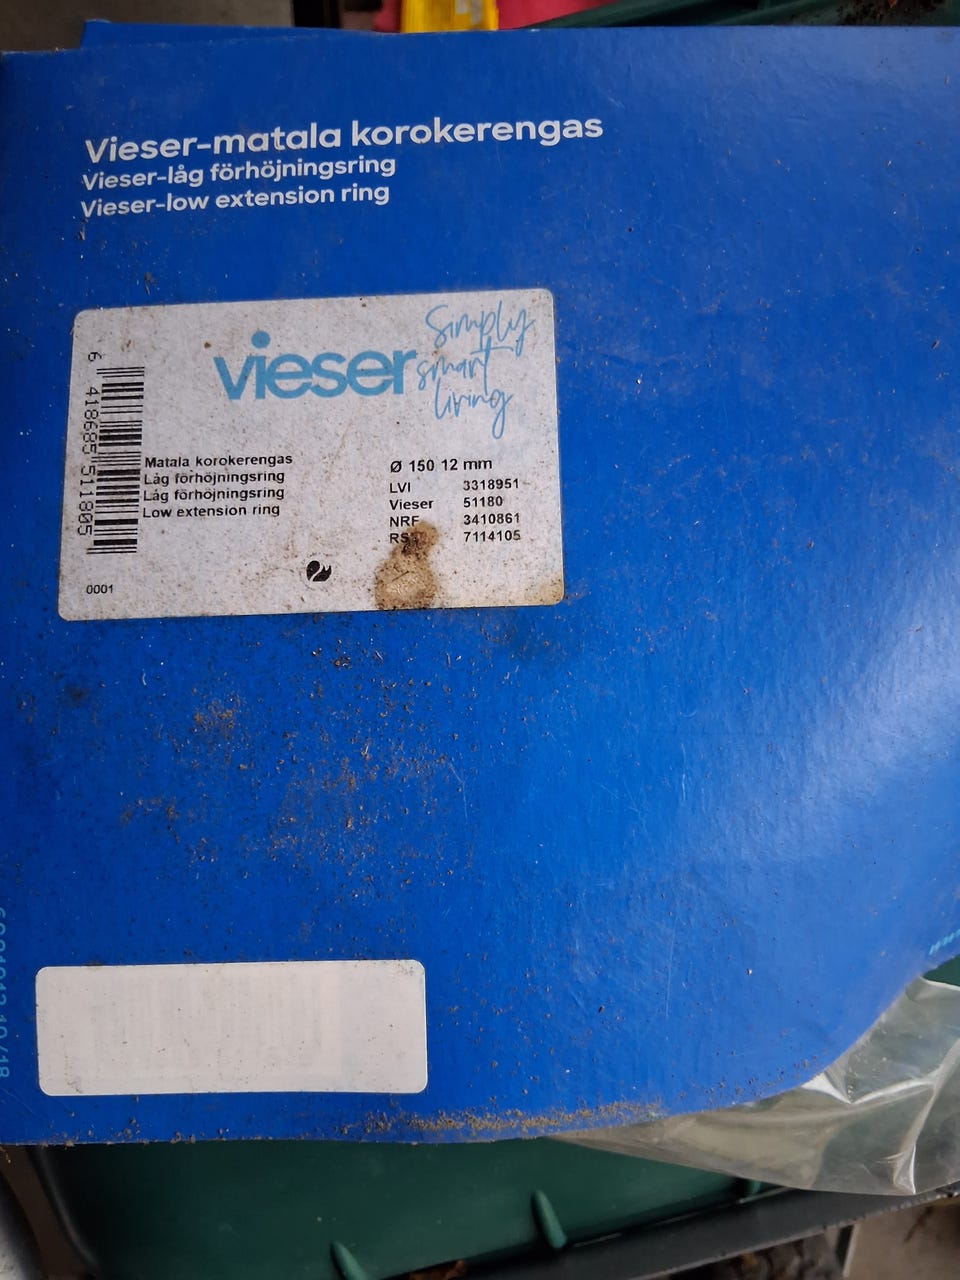 Vieser-matala korokerengas
Vieser-låg förhöjningsring
Vieser-low extension ring
vieser
Simply
smart
living
6 418685 511805
Matala korokerengas
Låg förhöjningsring
Låg förhöjningsring
Low extension ring
Ø 150 12 mm
LVI 3318951
Vieser 51180
NRF 3410861
7114105
0001